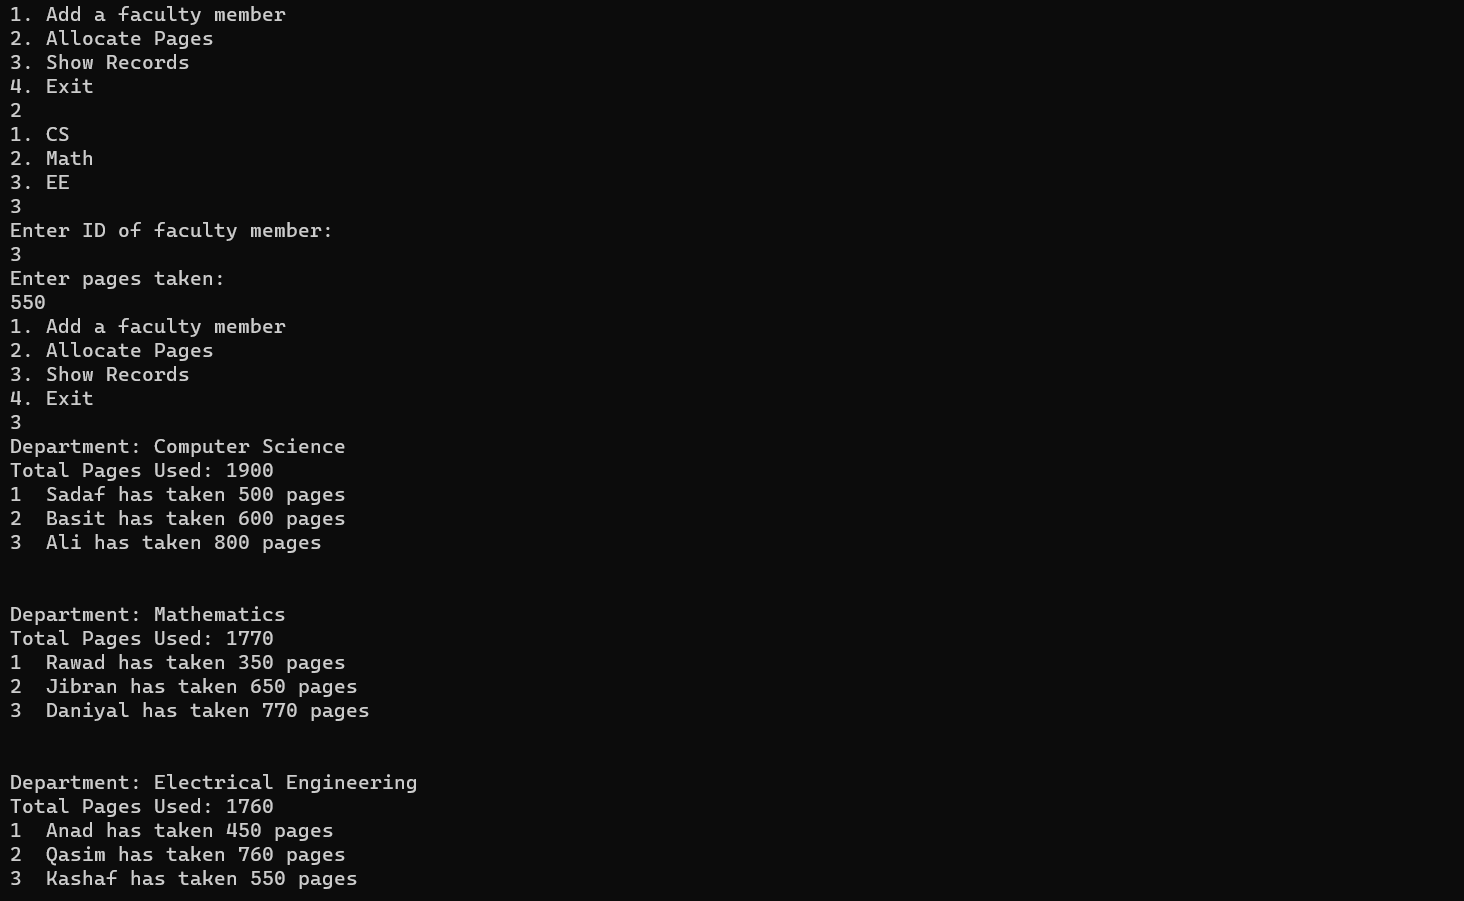 1. Add a faculty member
2. Allocate Pages
3. Show Records
4. Exit
2
1. CS
2. Math
3. EE
3
Enter ID of faculty member:
3
Enter pages taken:
550
1. Add a faculty member
2. Allocate Pages
3. Show Records
4. Exit
3
Department: Computer Science
Total Pages Used: 1900
1  Sadaf has taken 500 pages
2  Basit has taken 600 pages
3  Ali has taken 800 pages


Department: Mathematics
Total Pages Used: 1770
1  Rawad has taken 350 pages
2  Jibran has taken 650 pages
3  Daniyal has taken 770 pages


Department: Electrical Engineering
Total Pages Used: 1760
1  Anad has taken 450 pages
2  Qasim has taken 760 pages
3  Kashaf has taken 550 pages